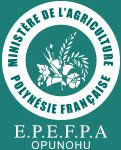 MINISTÈRE DE L'AGRICULTURE
POLYNÉSIE FRANÇAISE
E.P.E.F.P.A
OPUNOHU